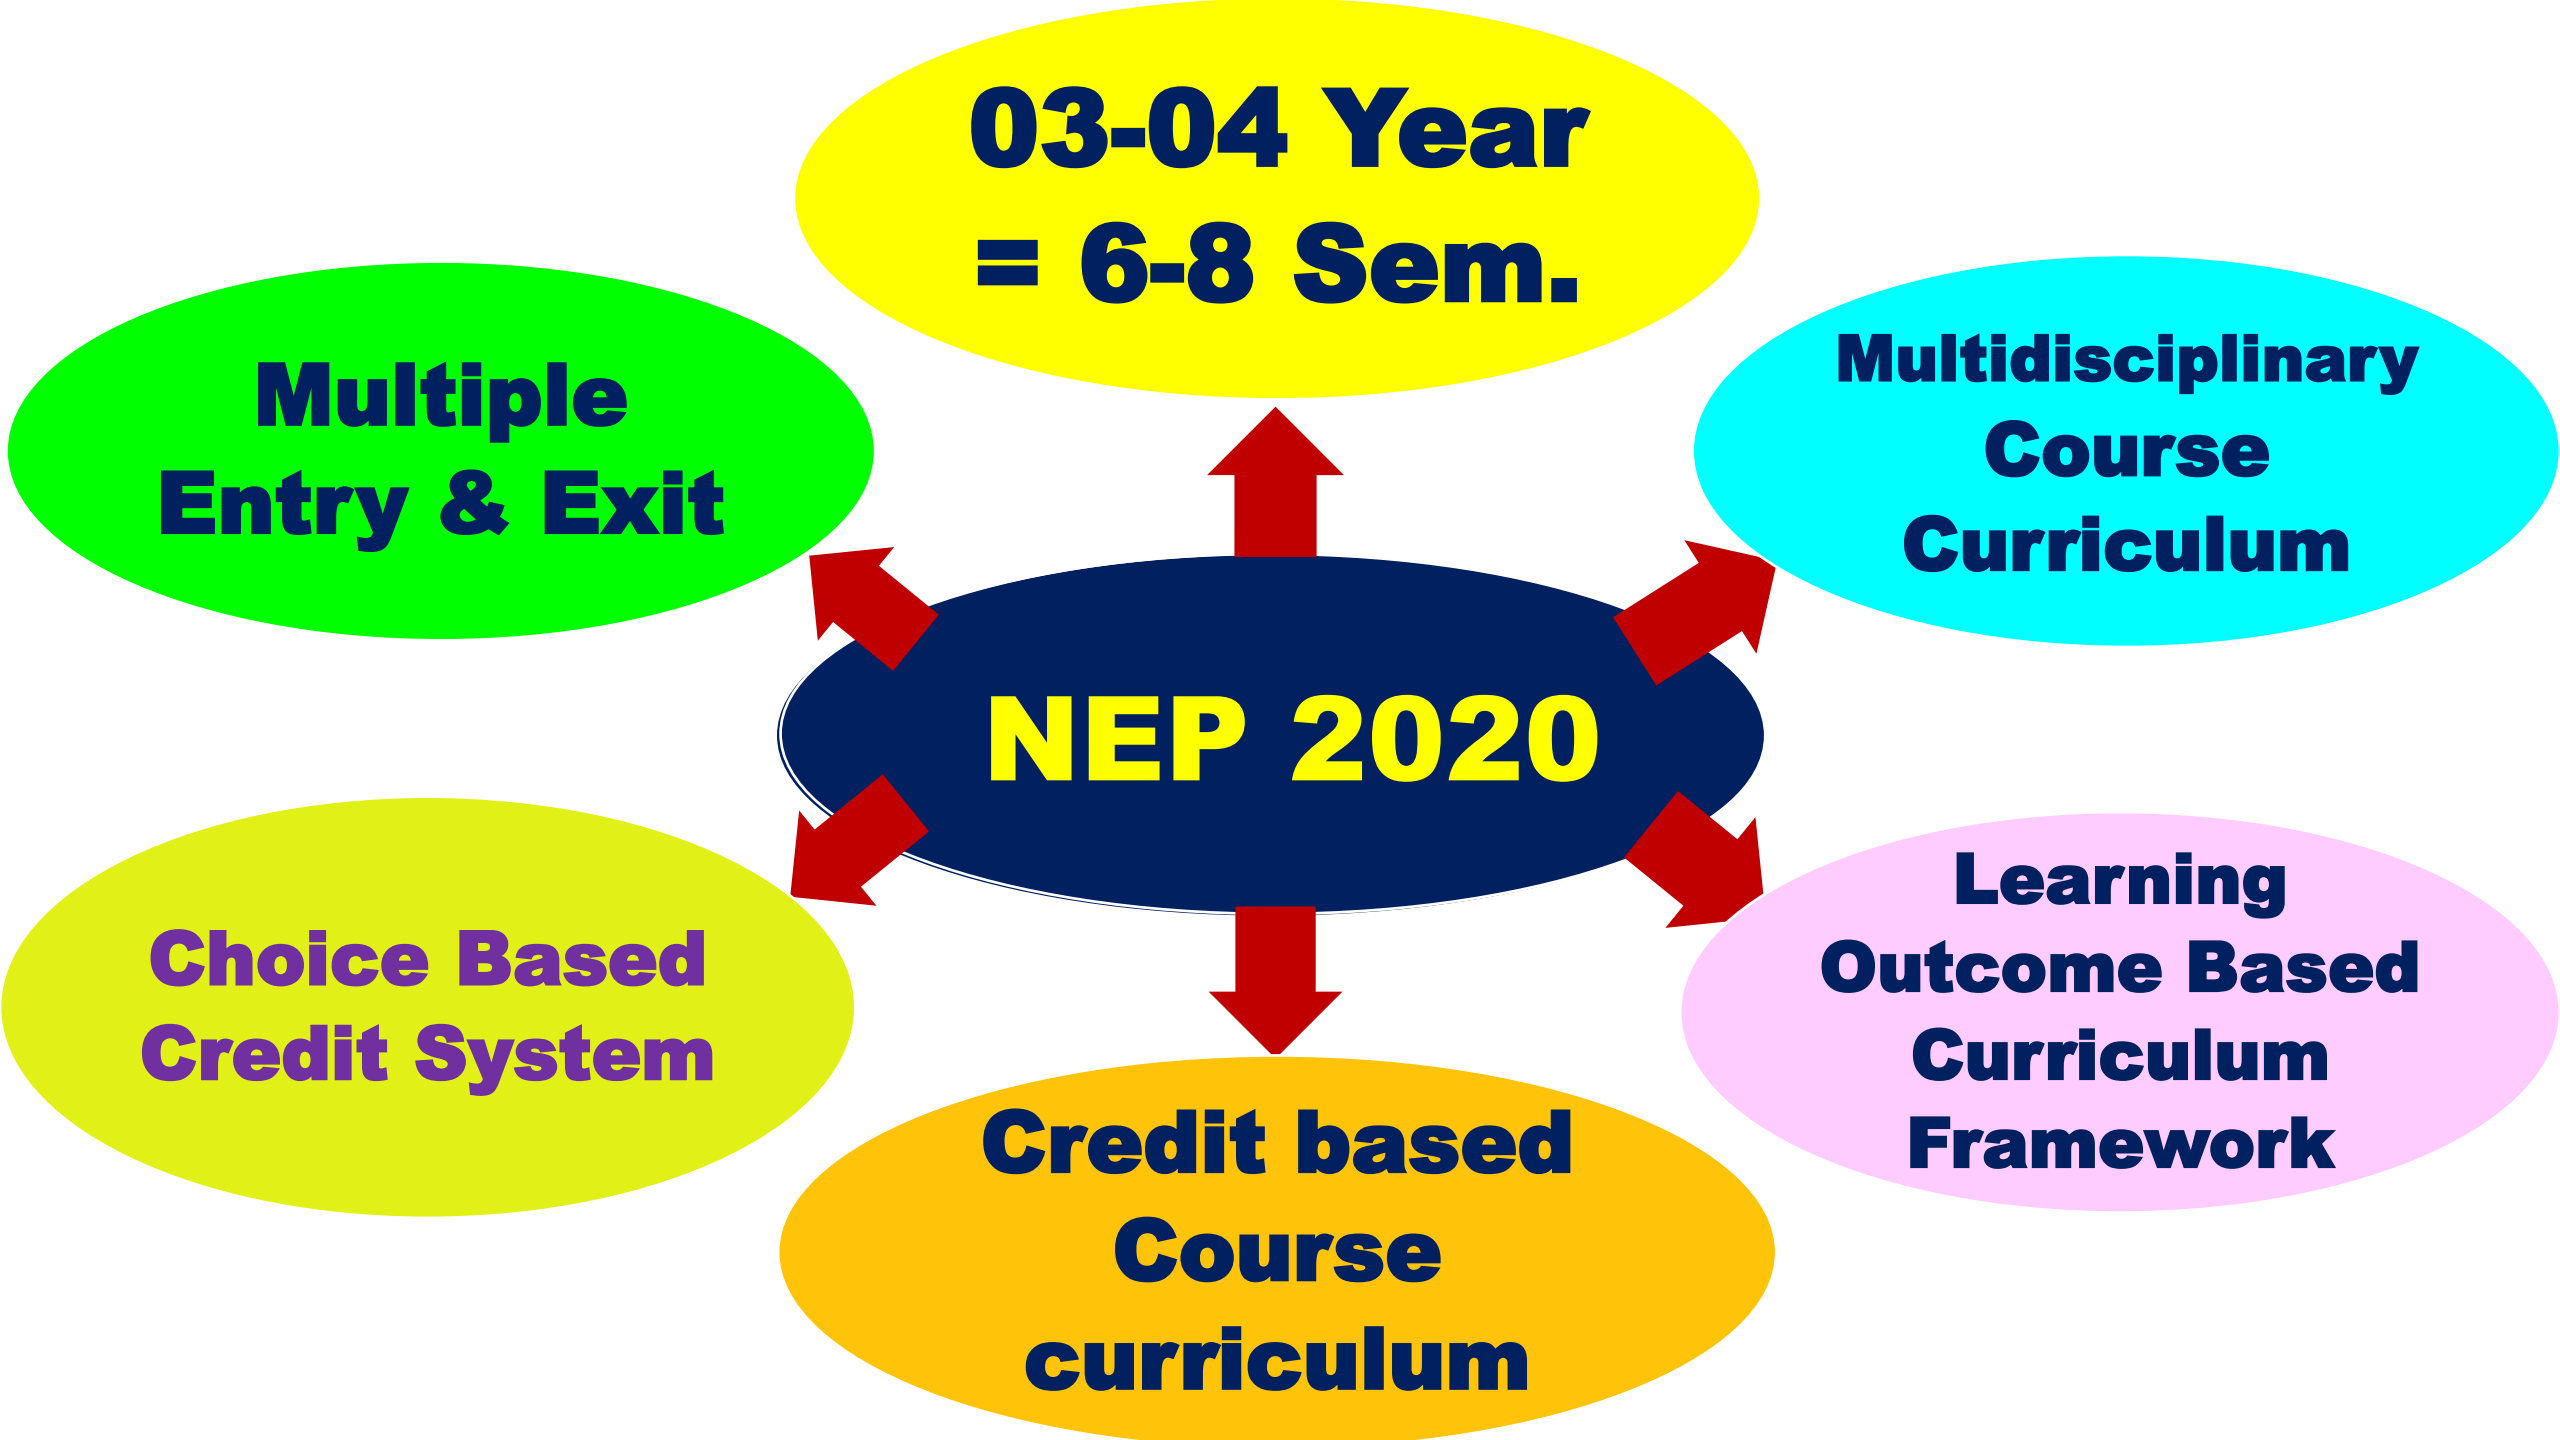 03-04 Year
= 6-8 Sem.
Multiple
Entry & Exit
Multidisciplinary
Course
Curriculum
NEP 2020
Choice Based
Credit System
Learning
Outcome Based
Curriculum
Framework
Credit based
Course
curriculum